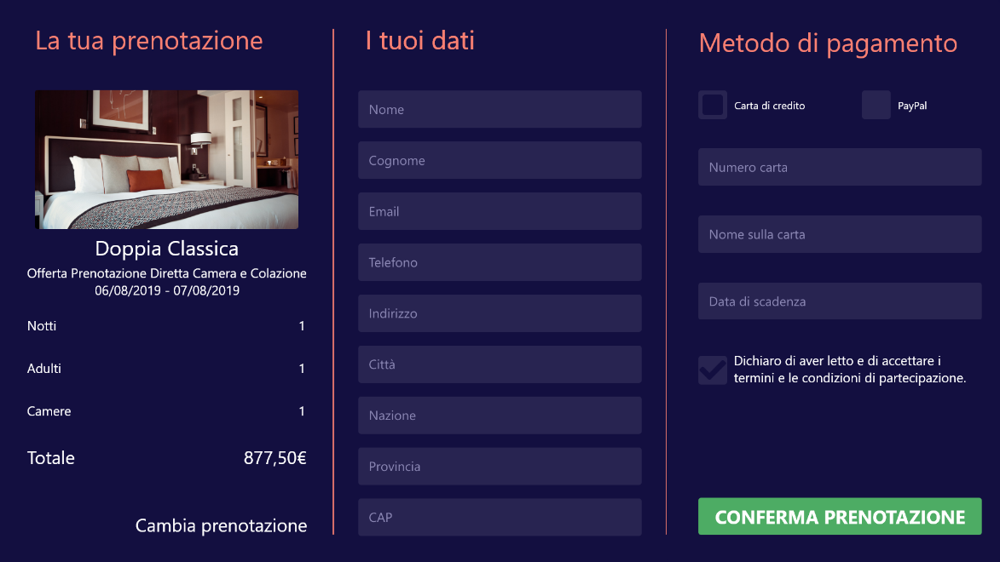 La tua prenotazione
Doppia Classica
Offerta Prenotazione Diretta Camera e Colazione
06/08/2019 - 07/08/2019
Notti 1
Adulti 1
Camere 1
Totale 877,50€
Cambia prenotazione
I tuoi dati
Nome
Cognome
Email
Telefono
Indirizzo
Città
Nazione
Provincia
CAP
Metodo di pagamento
Carta di credito PayPal
Numero carta
Nome sulla carta
Data di scadenza
Dichiaro di aver letto e di accettare i
termini e le condizioni di partecipazione.
CONFERMA PRENOTAZIONE